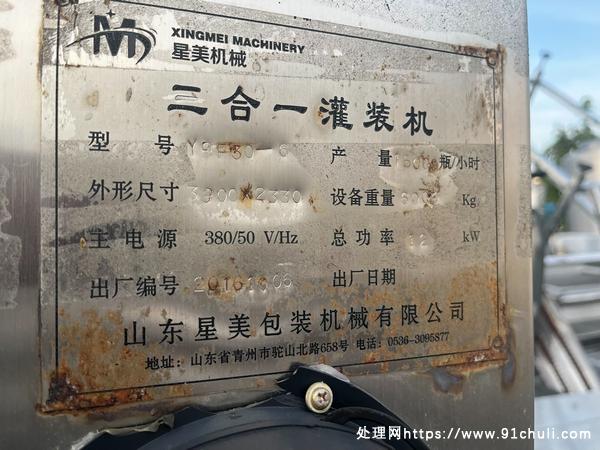 XINGMEI MACHINERY
星美机械
三合一灌装机
型 号 产 量 瓶/小时
外形尺寸 设备重量 Kg
主电源 380/50 V/Hz 总功率 kW
出厂编号 出厂日期
山东星美包装机械有限公司
地址：山东省青州市驼山北路658号 电话：0536-3095877
处理网https://www.91chuli.com